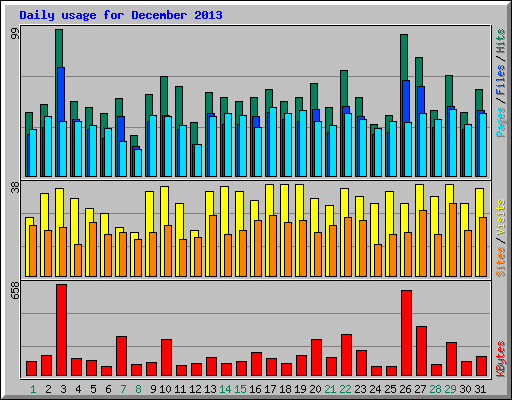 Daily usage for December 2013
99
Pages / Files / Hits
38
Sites / Visits
658
KBytes
1 2 3 4 5 6 7 8 9 10 11 12 13 14 15 16 17 18 19 20 21 22 23 24 25 26 27 28 29 30 31